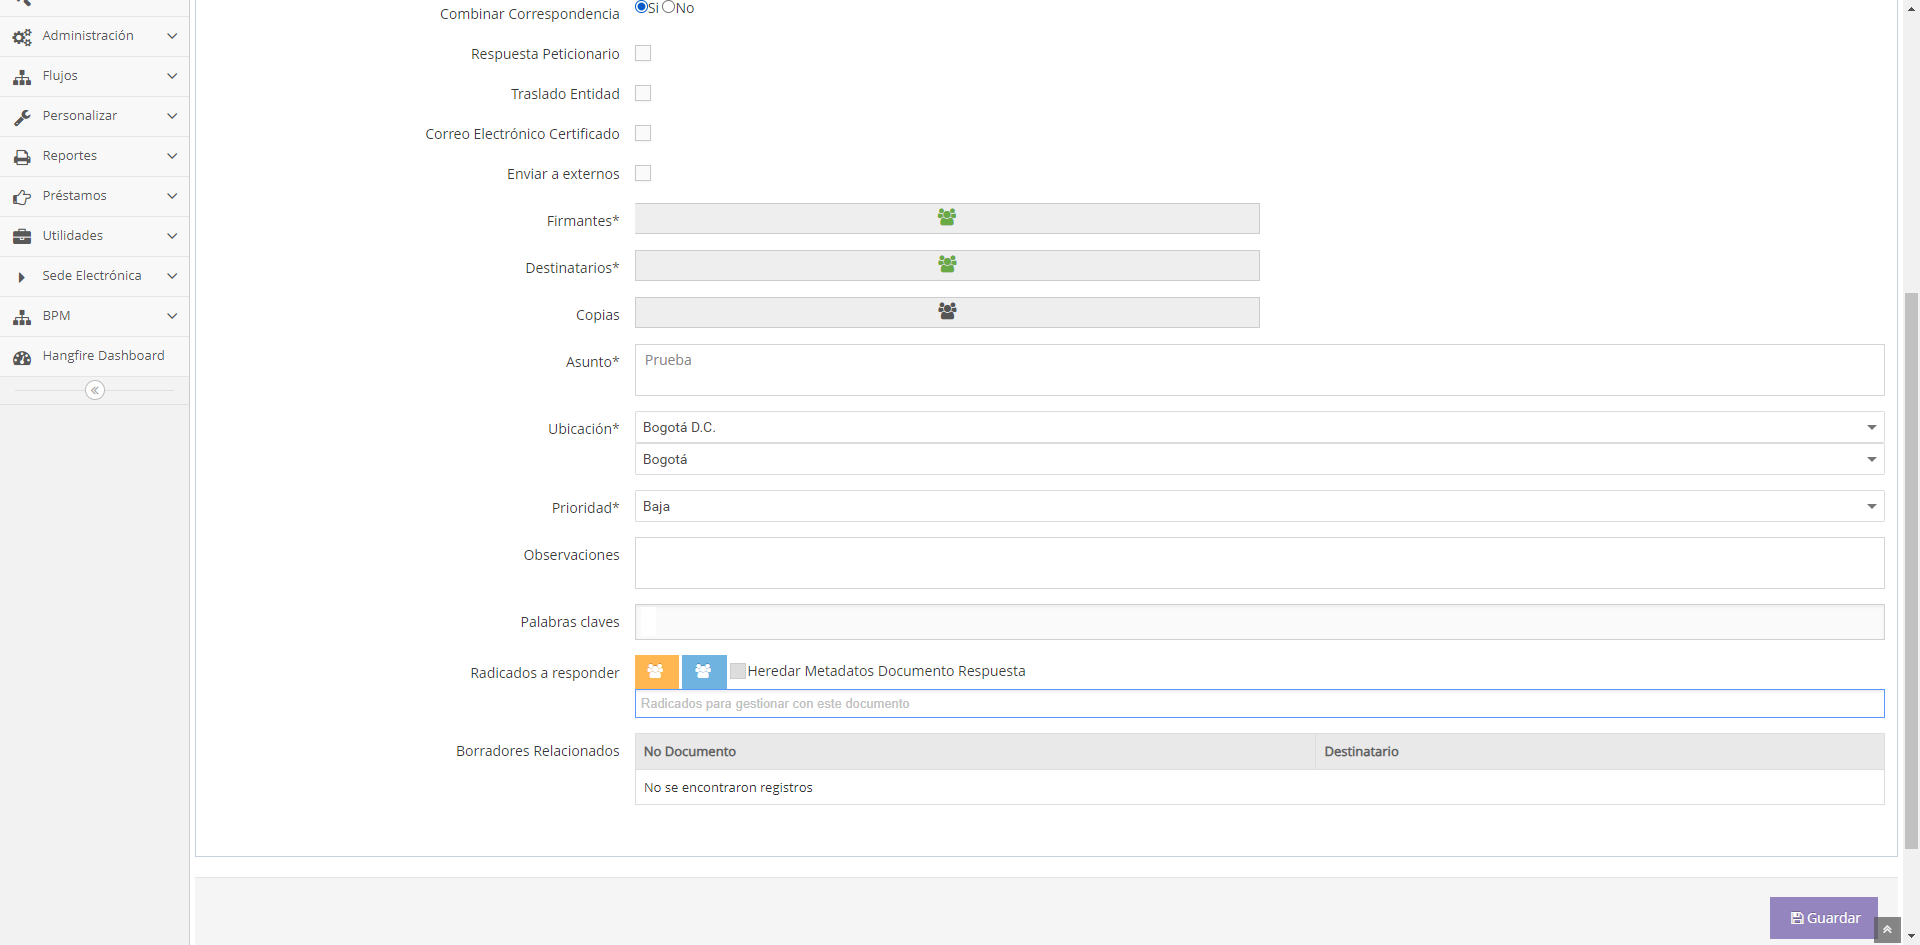 Administración
Flujos
Personalizar
Reportes
Préstamos
Utilidades
Sede Electrónica
BPM
Hangfire Dashboard
Combinar Correspondencia Si No
Respuesta Peticionario
Traslado Entidad
Correo Electrónico Certificado
Enviar a externos
Firmantes*
Destinatarios*
Copias
Asunto* Prueba
Ubicación* Bogotá D.C.
Bogotá
Prioridad* Baja
Observaciones
Palabras claves
Radicados a responder Heredar Metadatos Documento Respuesta
Radicados para gestionar con este documento
Borradores Relacionados No Documento Destinatario
No se encontraron registros
Guardar